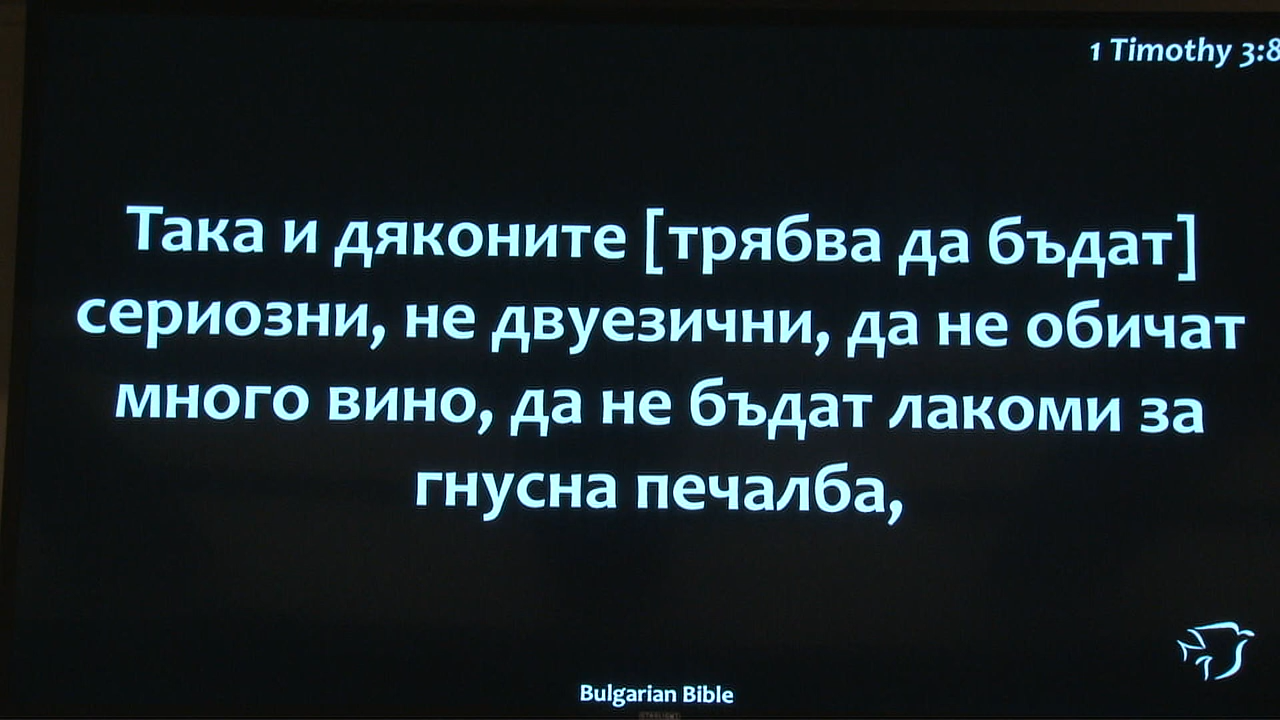 1 Timothy 3:8
Така и дяконите [трябва да бъдат]
сериозни, не двуезични, да не обичат
много вино, да не бъдат лакоми за
гнусна печалба,
Bulgarian Bible